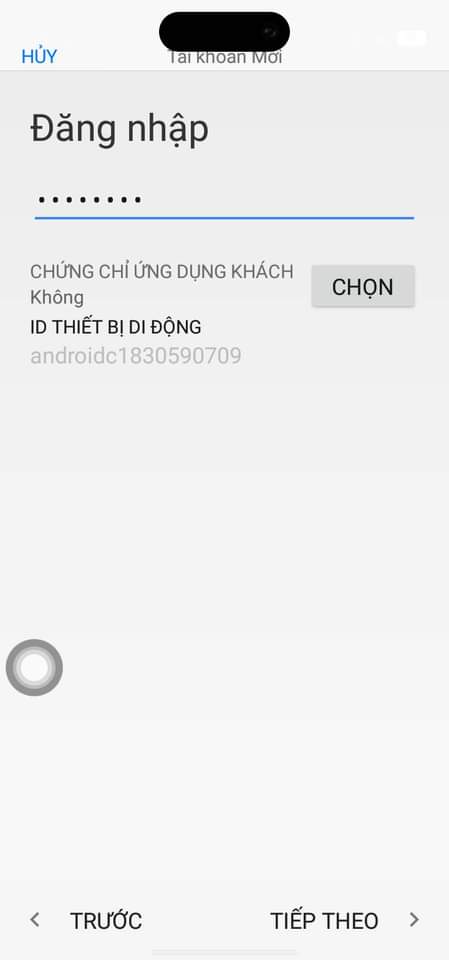 HỦY
Tài khoản Mới
Đăng nhập
••••••••
CHỨNG CHỈ ỨNG DỤNG KHÁCH
Không
CHỌN
ID THIẾT BỊ DI ĐỘNG
androidc1830590709
TRƯỚC
TIẾP THEO